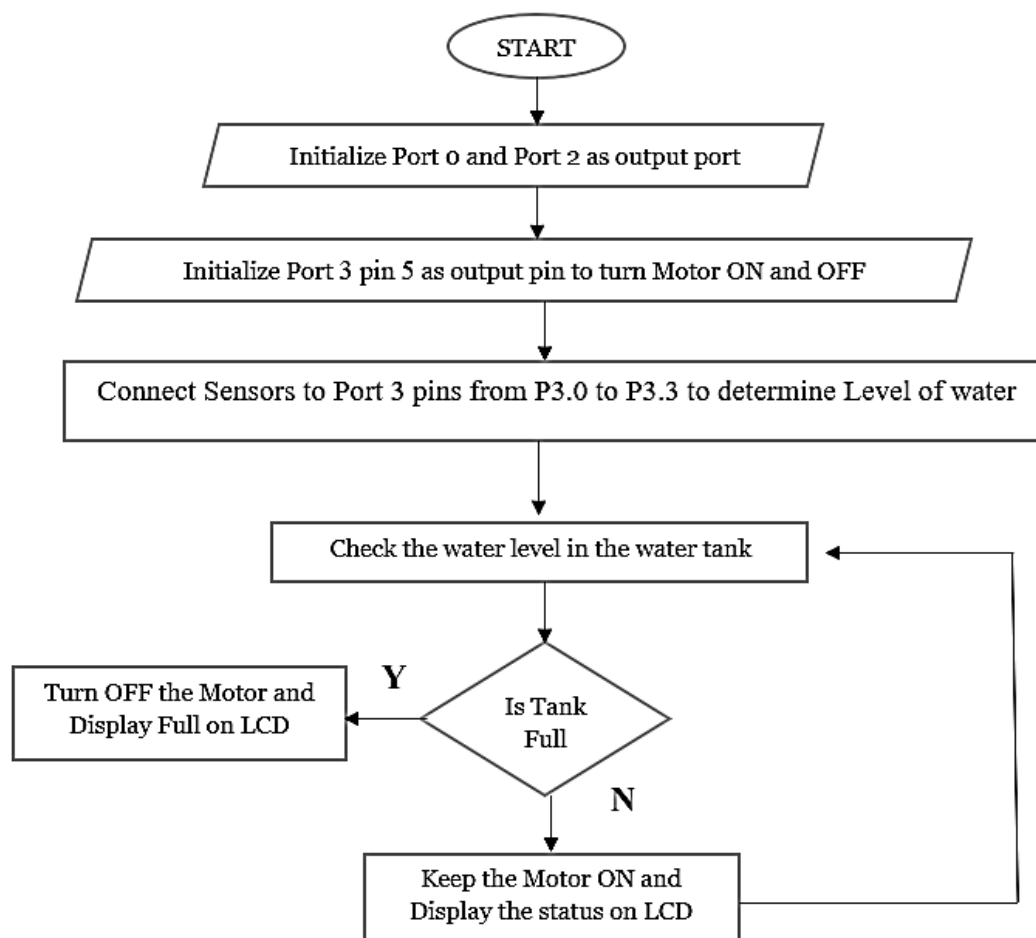 START
Initialize Port 0 and Port 2 as output port
Initialize Port 3 pin 5 as output pin to turn Motor ON and OFF
Connect Sensors to Port 3 pins from P3.0 to P3.3 to determine Level of water
Check the water level in the water tank
Y
Turn OFF the Motor and
Display Full on LCD
Is Tank
Full
N
Keep the Motor ON and
Display the status on LCD